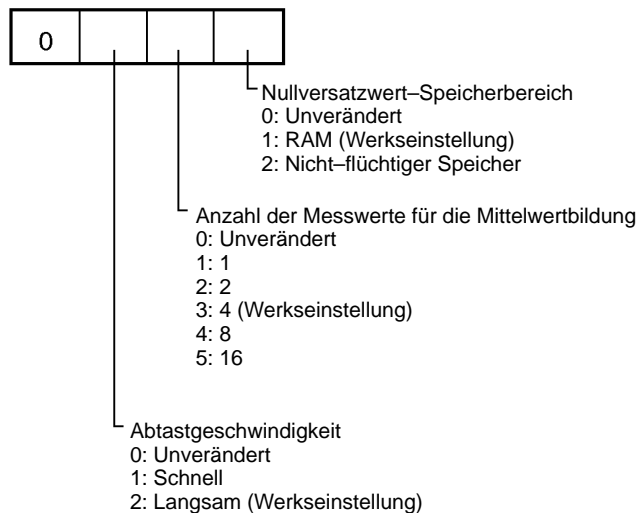 0
Nullversatzwert–Speicherbereich
0: Unverändert
1: RAM (Werkseinstellung)
2: Nicht–flüchtiger Speicher
Anzahl der Messwerte für die Mittelwertbildung
0: Unverändert
1: 1
2: 2
3: 4 (Werkseinstellung)
4: 8
5: 16
Abtastgeschwindigkeit
0: Unverändert
1: Schnell
2: Langsam (Werkseinstellung)